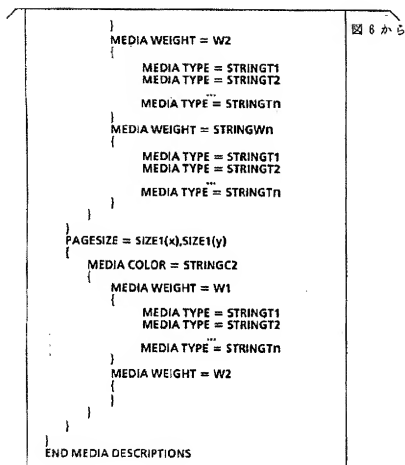 図 6 から
}
MEDIA WEIGHT = W2
{
MEDIA TYPE = STRINGT1
MEDIA TYPE = STRINGT2
...
MEDIA TYPE = STRINGTn
}
MEDIA WEIGHT = STRINGWn
{
MEDIA TYPE = STRINGT1
MEDIA TYPE = STRINGT2
...
MEDIA TYPE = STRINGTn
}
}
}
PAGESIZE = SIZE1(x),SIZE1(y)
{
MEDIA COLOR = STRINGC2
{
MEDIA WEIGHT = W1
{
MEDIA TYPE = STRINGT1
MEDIA TYPE = STRINGT2
...
MEDIA TYPE = STRINGTn
}
MEDIA WEIGHT = W2
{
}
}
}
}
END MEDIA DESCRIPTIONS